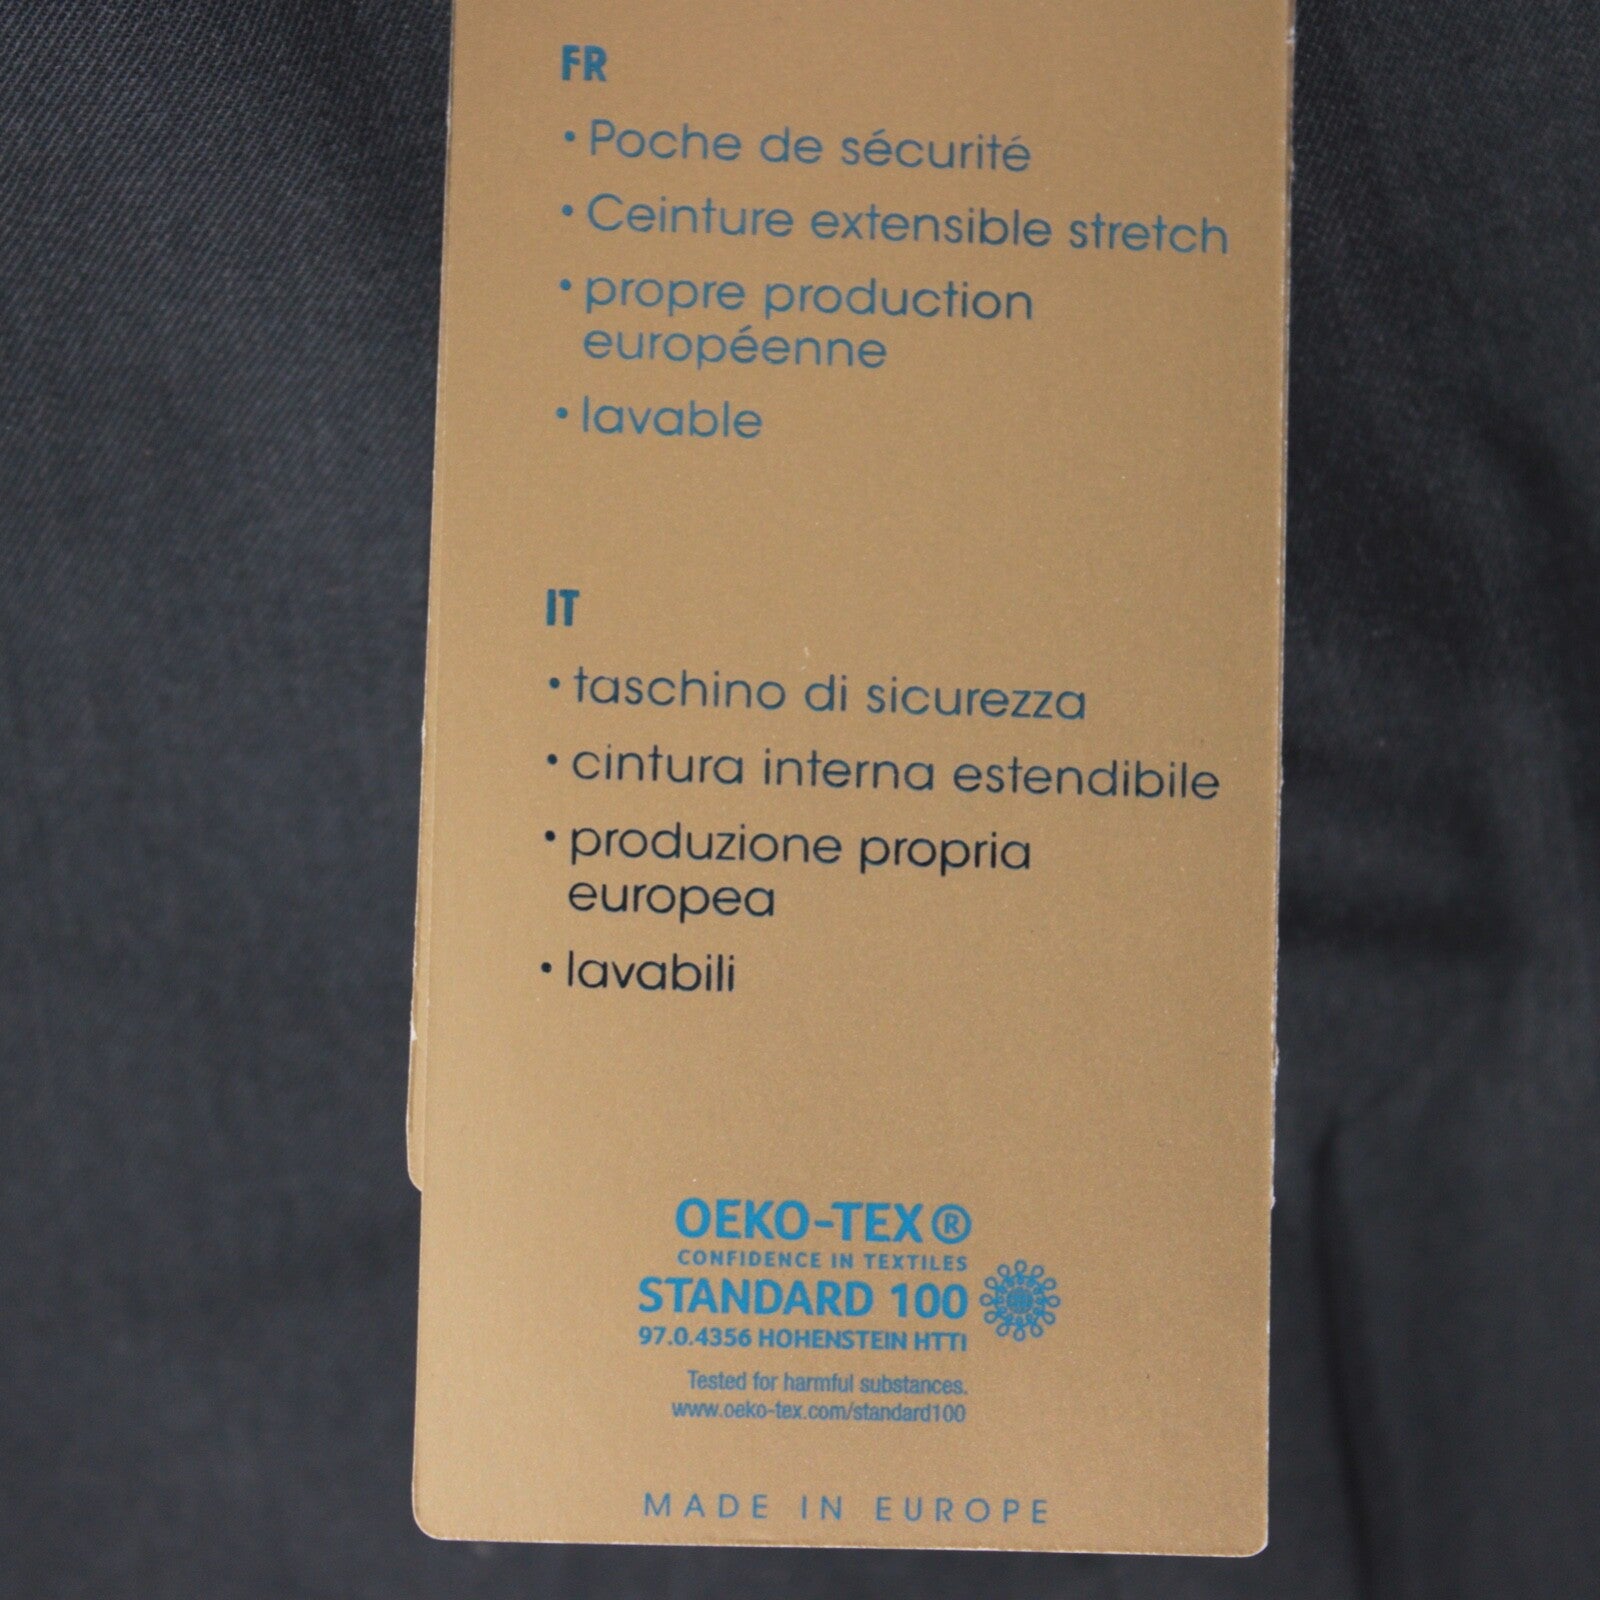 FR
• Poche de sécurité
• Ceinture extensible stretch
• propre production
européenne
• lavable
IT
• taschino di sicurezza
• cintura interna estendibile
• produzione propria
europea
• lavabili
OEKO-TEX®
CONFIDENCE IN TEXTILES
STANDARD 100
97.0.4356 HOHENSTEIN HTTI
Tested for harmful substances.
www.oeko-tex.com/standard100
MADE IN EUROPE